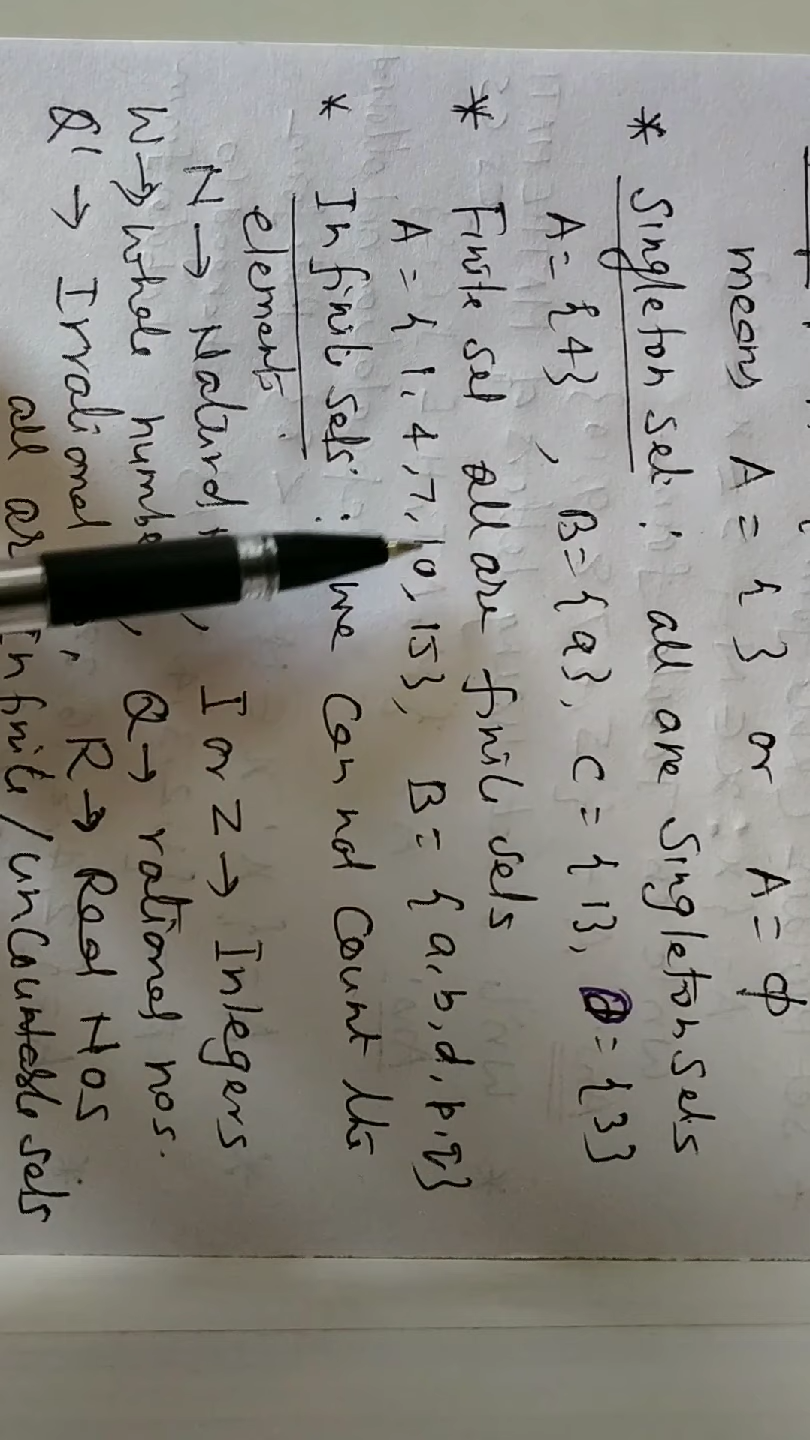 means A = { } or A = ϕ
* Singleton set : all are Singleton sets
A = {4} , B = {a}, C = {1}, = {3}
* Finite set all are finite sets
A = {1, 4, 7, 10, 15}, B = {a, b, d, p, q}
* Infinite sets : we can not count the
elements
N → Natural , I or Z → Integers
W → Whole , Q → rational nos.
Q' → Irrational , R → Real Nos
all are infinite / uncountable sets